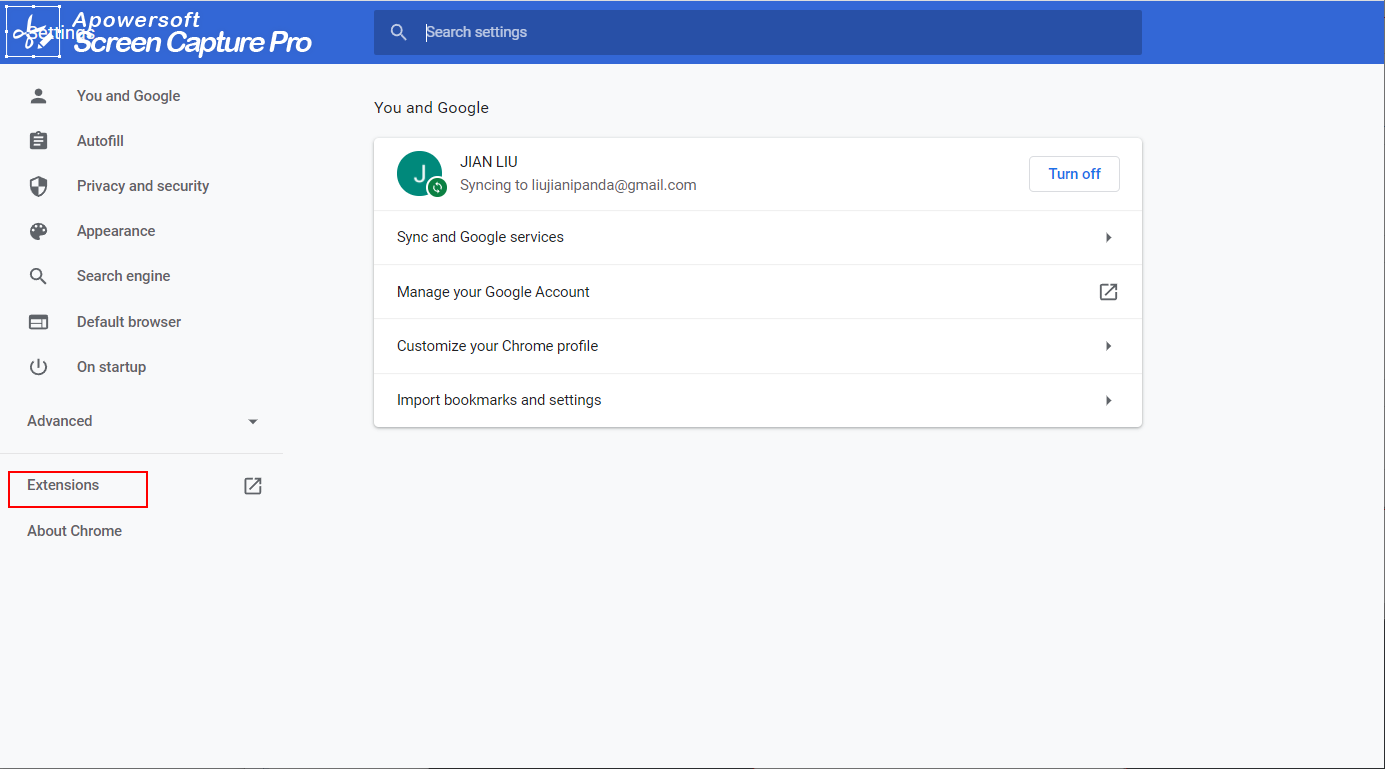 Apowersoft
Settings
Screen Capture Pro
Search settings
You and Google
Autofill
Privacy and security
Appearance
Search engine
Default browser
On startup
Advanced
Extensions
About Chrome
You and Google
J
JIAN LIU
Syncing to liujianipanda@gmail.com
Turn off
Sync and Google services
Manage your Google Account
Customize your Chrome profile
Import bookmarks and settings